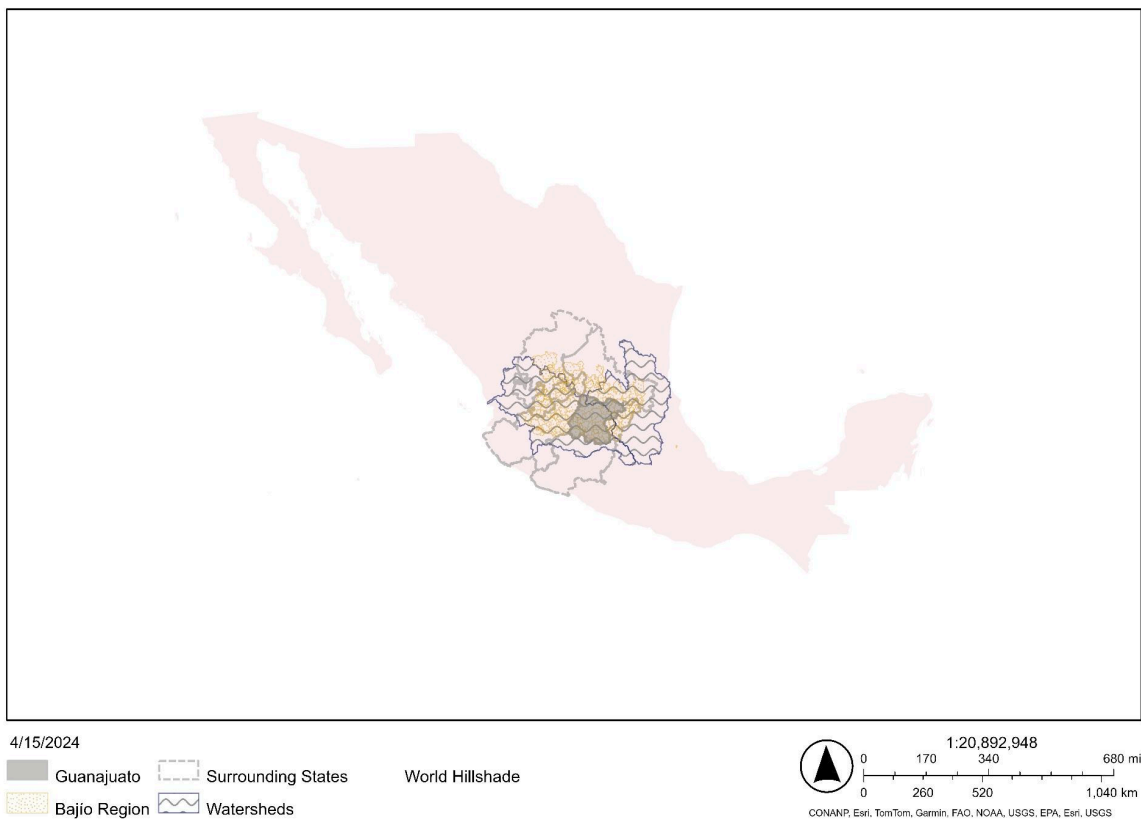 4/15/2024
Guanajuato
Surrounding States
World Hillshade
Bajío Region
Watersheds
1:20,892,948
0 170 340 680 mi
0 260 520 1,040 km
CONANP, Esri, TomTom, Garmin, FAO, NOAA, USGS, EPA, Esri, USGS